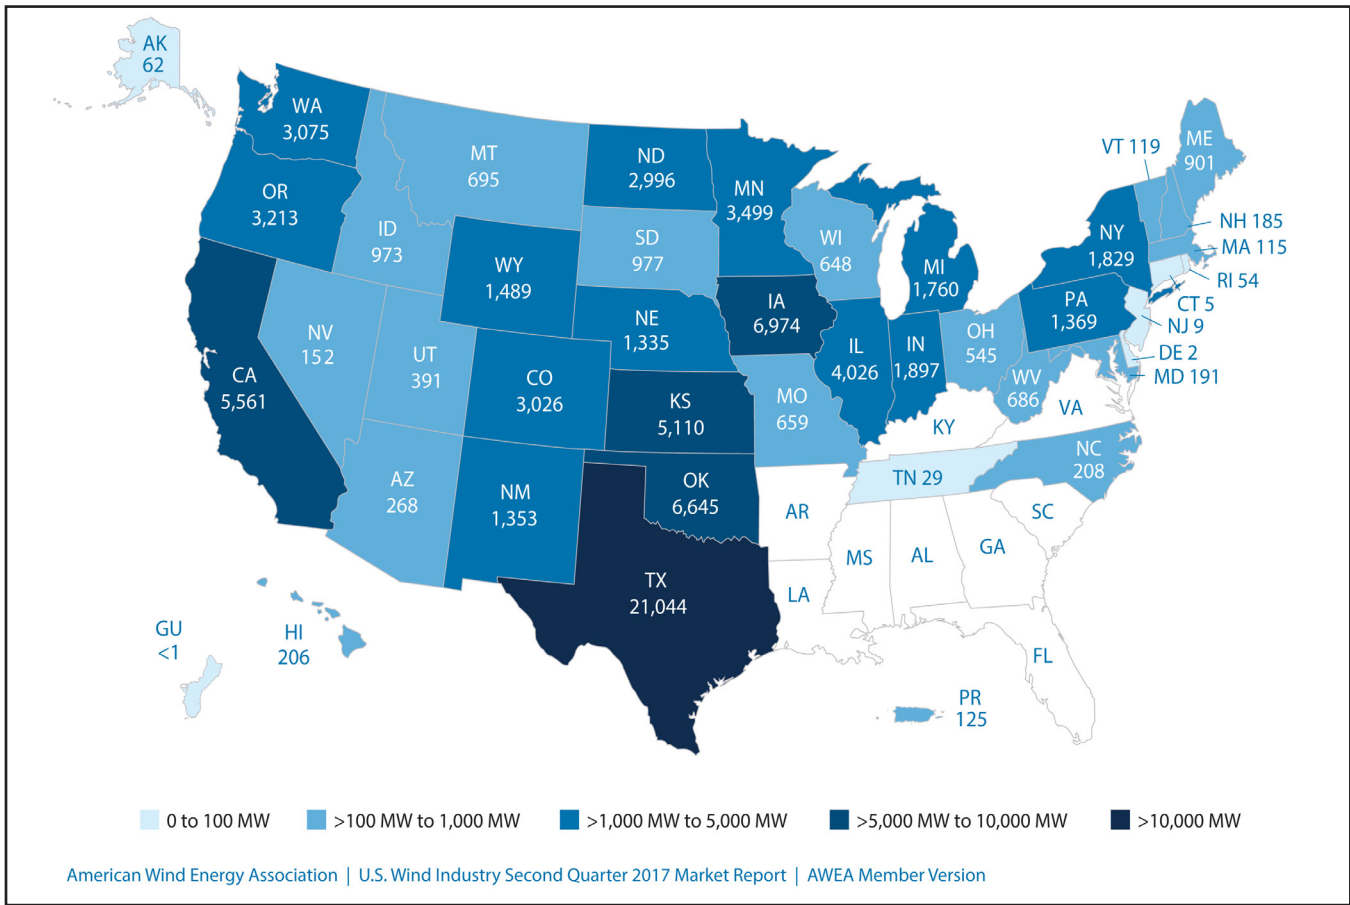 AK
62
WA
3,075
MT
695
ND
2,996
MN
3,499
VT 119
ME
901
OR
3,213
ID
973
SD
977
WI
648
NH 185
MA 115
NY
1,829
WY
1,489
MI
1,760
RI 54
CT 5
IA
6,974
PA
1,369
NJ 9
NE
1,335
NV
152
UT
391
IL
4,026
IN
1,897
OH
545
DE 2
MD 191
CA
5,561
CO
3,026
KS
5,110
MO
659
WV
686
VA
KY
AZ
268
NM
1,353
OK
6,645
TN 29
NC
208
AR
SC
MS
AL
GA
TX
21,044
LA
GU
<1
HI
206
FL
PR
125
0 to 100 MW
>100 MW to 1,000 MW
>1,000 MW to 5,000 MW
>5,000 MW to 10,000 MW
>10,000 MW
American Wind Energy Association | U.S. Wind Industry Second Quarter 2017 Market Report | AWEA Member Version